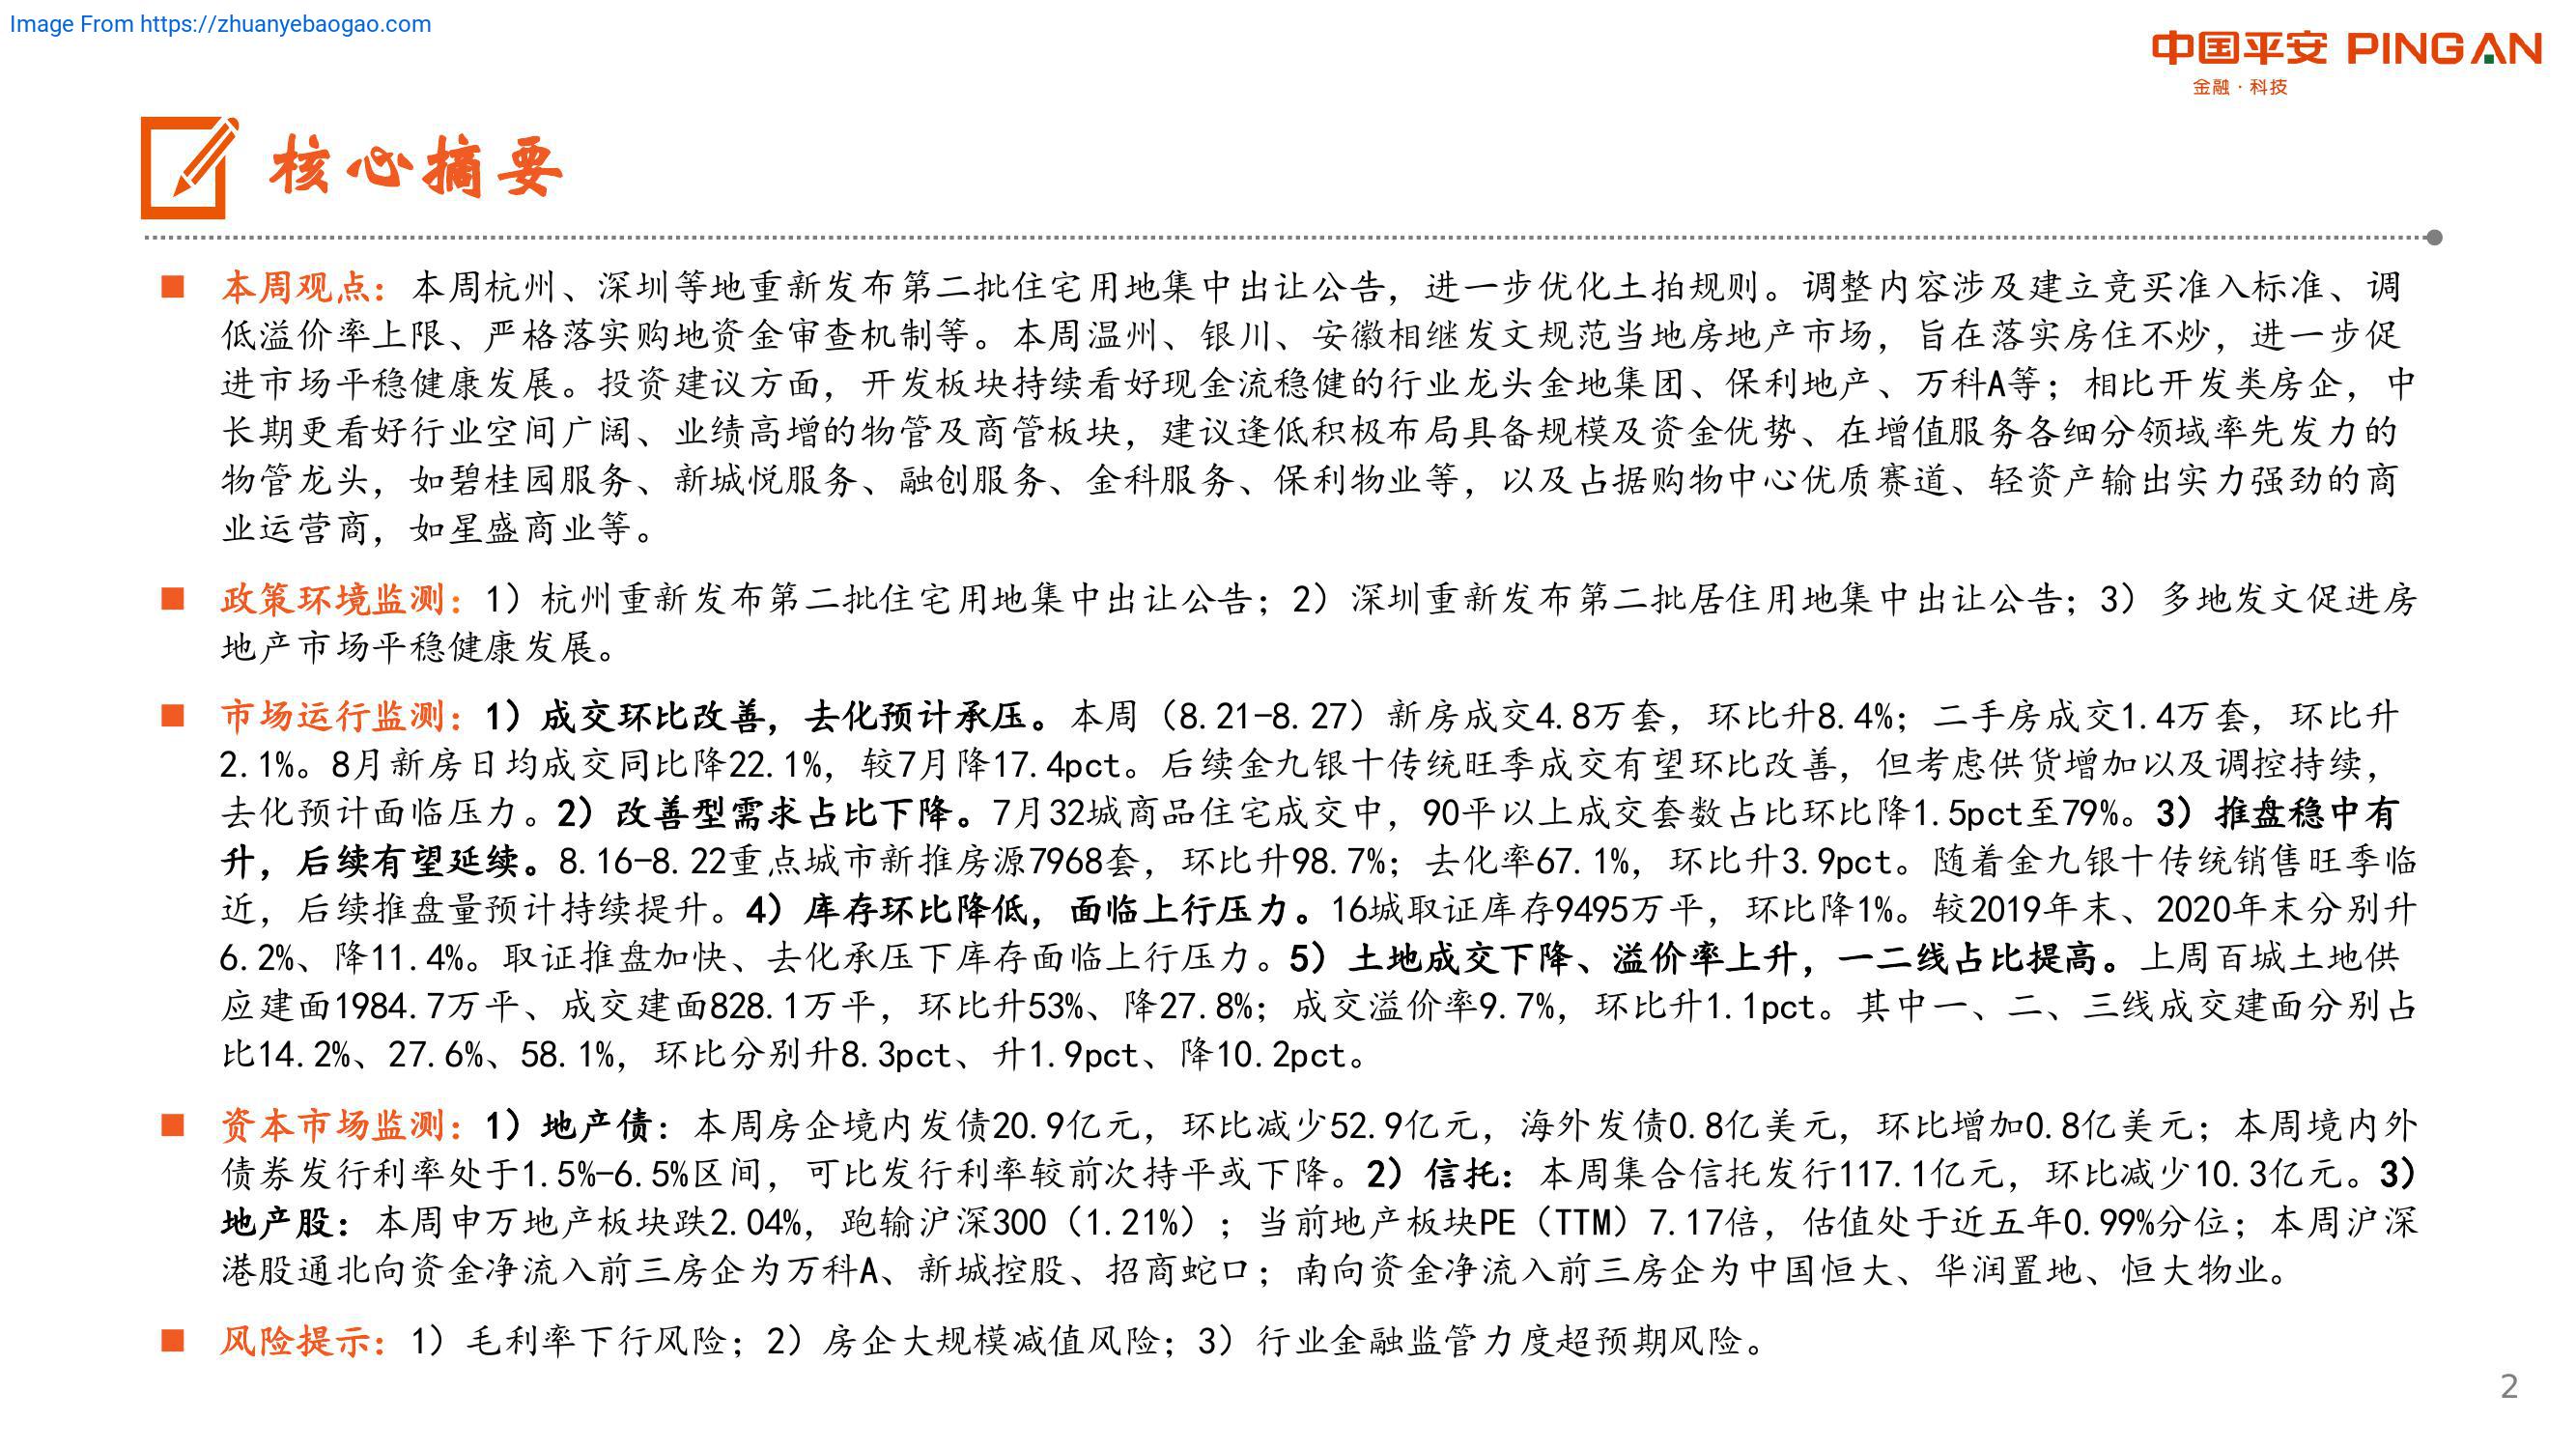 Image From https://zhuanyebaogao.com
中国平安 PING AN
金融·科技
核心摘要
■ 本周观点：本周杭州、深圳等地重新发布第二批住宅用地集中出让公告，进一步优化土拍规则。调整内容涉及建立竞买准入标准、调
低溢价率上限、严格落实购地资金审查机制等。本周温州、银川、安徽相继发文规范当地房地产市场，旨在落实房住不炒，进一步促
进市场平稳健康发展。投资建议方面，开发板块持续看好现金流稳健的行业龙头金地集团、保利地产、万科A等；相比开发类房企，中
长期更看好行业空间广阔、业绩高增的物管及商管板块，建议逢低积极布局具备规模及资金优势、在增值服务各细分领域率先发力的
物管龙头，如碧桂园服务、新城悦服务、融创服务、金科服务、保利物业等，以及占据购物中心优质赛道、轻资产输出实力强劲的商
业运营商，如星盛商业等。
■ 政策环境监测：1）杭州重新发布第二批住宅用地集中出让公告；2）深圳重新发布第二批居住用地集中出让公告；3）多地发文促进房
地产市场平稳健康发展。
■ 市场运行监测：1）成交环比改善，去化预计承压。本周（8.21-8.27）新房成交4.8万套，环比升8.4%；二手房成交1.4万套，环比升
2.1%。8月新房日均成交同比降22.1%，较7月降17.4pct。后续金九银十传统旺季成交有望环比改善，但考虑供货增加以及调控持续，
去化预计面临压力。2）改善型需求占比下降。7月32城商品住宅成交中，90平以上成交套数占比环比降1.5pct至79%。3）推盘稳中有
升，后续有望延续。8.16-8.22重点城市新推房源7968套，环比升98.7%；去化率67.1%，环比升3.9pct。随着金九银十传统销售旺季临
近，后续推盘量预计持续提升。4）库存环比降低，面临上行压力。16城取证库存9495万平，环比降1%。较2019年末、2020年末分别升
6.2%、降11.4%。取证推盘加快、去化承压下库存面临上行压力。5）土地成交下降、溢价率上升，一二线占比提高。上周百城土地供
应建面1984.7万平、成交建面828.1万平，环比升53%、降27.8%；成交溢价率9.7%，环比升1.1pct。其中一、二、三线成交建面分别占
比14.2%、27.6%、58.1%，环比分别升8.3pct、升1.9pct、降10.2pct。
■ 资本市场监测：1）地产债：本周房企境内发债20.9亿元，环比减少52.9亿元，海外发债0.8亿美元，环比增加0.8亿美元；本周境内外
债券发行利率处于1.5%-6.5%区间，可比发行利率较前次持平或下降。2）信托：本周集合信托发行117.1亿元，环比减少10.3亿元。3）
地产股：本周申万地产板块跌2.04%，跑输沪深300（1.21%）；当前地产板块PE（TTM）7.17倍，估值处于近五年0.99%分位；本周沪深
港股通北向资金净流入前三房企为万科A、新城控股、招商蛇口；南向资金净流入前三房企为中国恒大、华润置地、恒大物业。
■ 风险提示：1）毛利率下行风险；2）房企大规模减值风险；3）行业金融监管力度超预期风险。
2